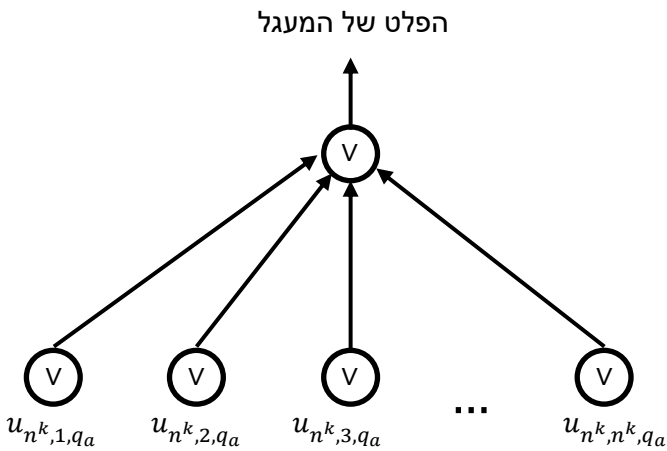 הפלט של המעגל
V
V V V ... V
u_{n^k,1,q_a} u_{n^k,2,q_a} u_{n^k,3,q_a} u_{n^k,n^k,q_a}